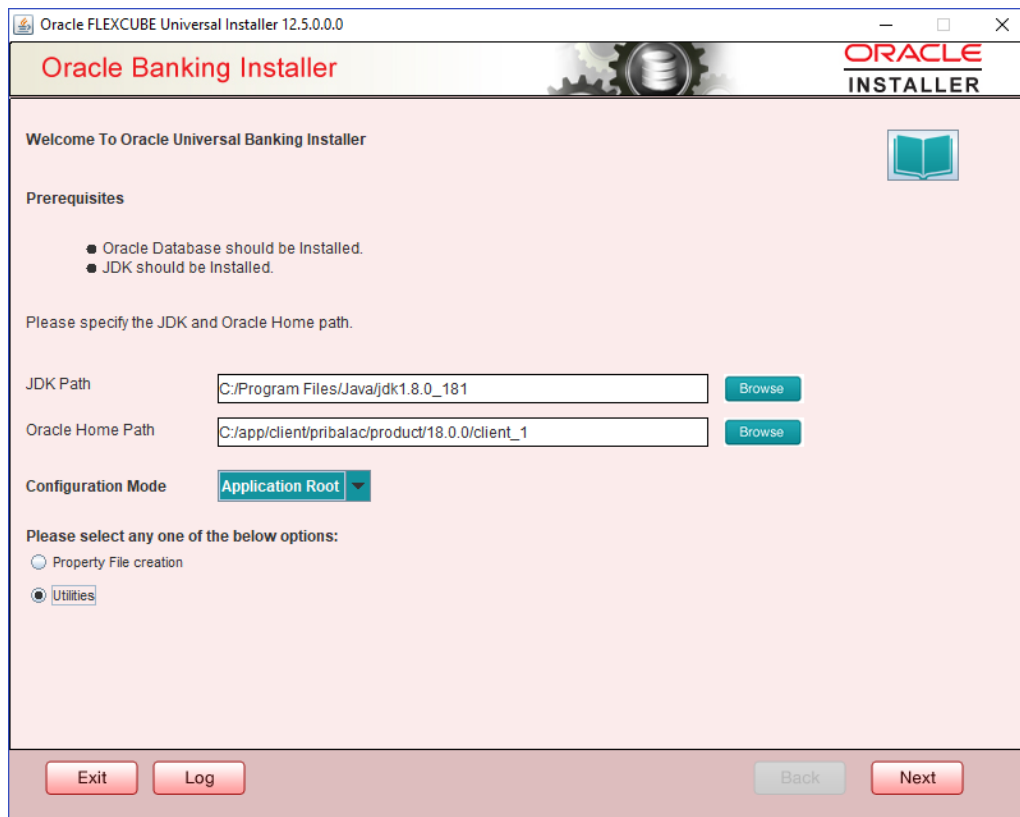 Oracle FLEXCUBE Universal Installer 12.5.0.0.0
Oracle Banking Installer
ORACLE
INSTALLER
Welcome To Oracle Universal Banking Installer
Prerequisites
Oracle Database should be Installed.
JDK should be Installed.
Please specify the JDK and Oracle Home path.
JDK Path
C:/Program Files/Java/jdk1.8.0_181
Browse
Oracle Home Path
C:/app/client/pribalac/product/18.0.0/client_1
Browse
Configuration Mode
Application Root
Please select any one of the below options:
Property File creation
Utilities
Exit
Log
Back
Next